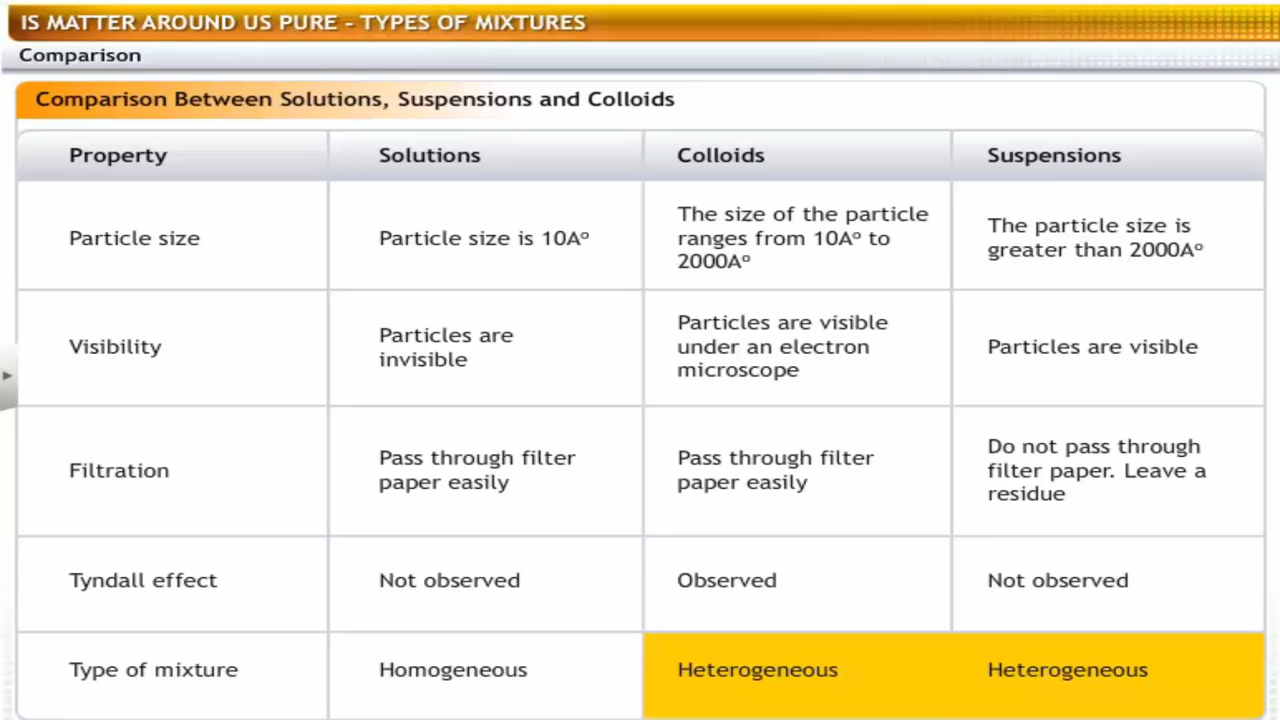 IS MATTER AROUND US PURE - TYPES OF MIXTURES
Comparison
Comparison Between Solutions, Suspensions and Colloids
Property
Solutions
Colloids
Suspensions
Particle size
Particle size is 10Aº
The size of the particle
ranges from 10Aº to
2000Aº
The particle size is
greater than 2000Aº
Visibility
Particles are
invisible
Particles are visible
under an electron
microscope
Particles are visible
Filtration
Pass through filter
paper easily
Pass through filter
paper easily
Do not pass through
filter paper. Leave a
residue
Tyndall effect
Not observed
Observed
Not observed
Type of mixture
Homogeneous
Heterogeneous
Heterogeneous